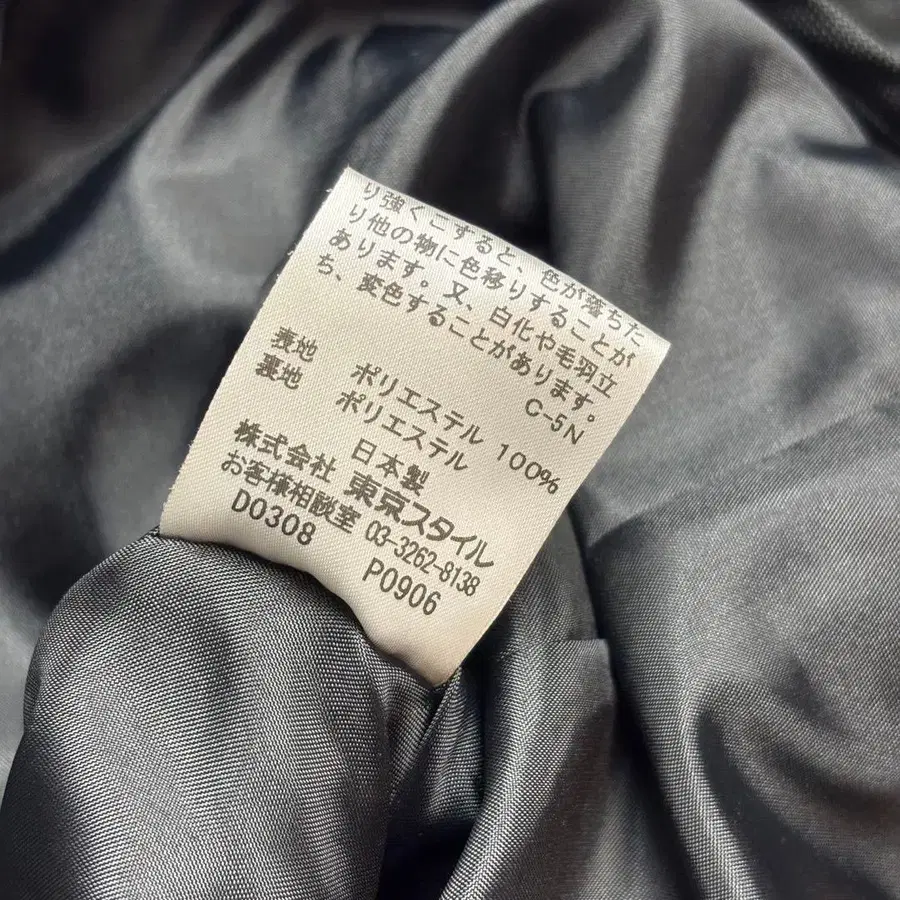 り強くこすると、色が落ちた
り他の物に色移りすることが
あります。又、白化や毛羽立
ち、変色することがあります。
C-5N
表地 ポリエステル 100%
裏地 ポリエステル
日本製
株式会社 東京スタイル
お客様相談室 03-3262-8138
D0308 P0906